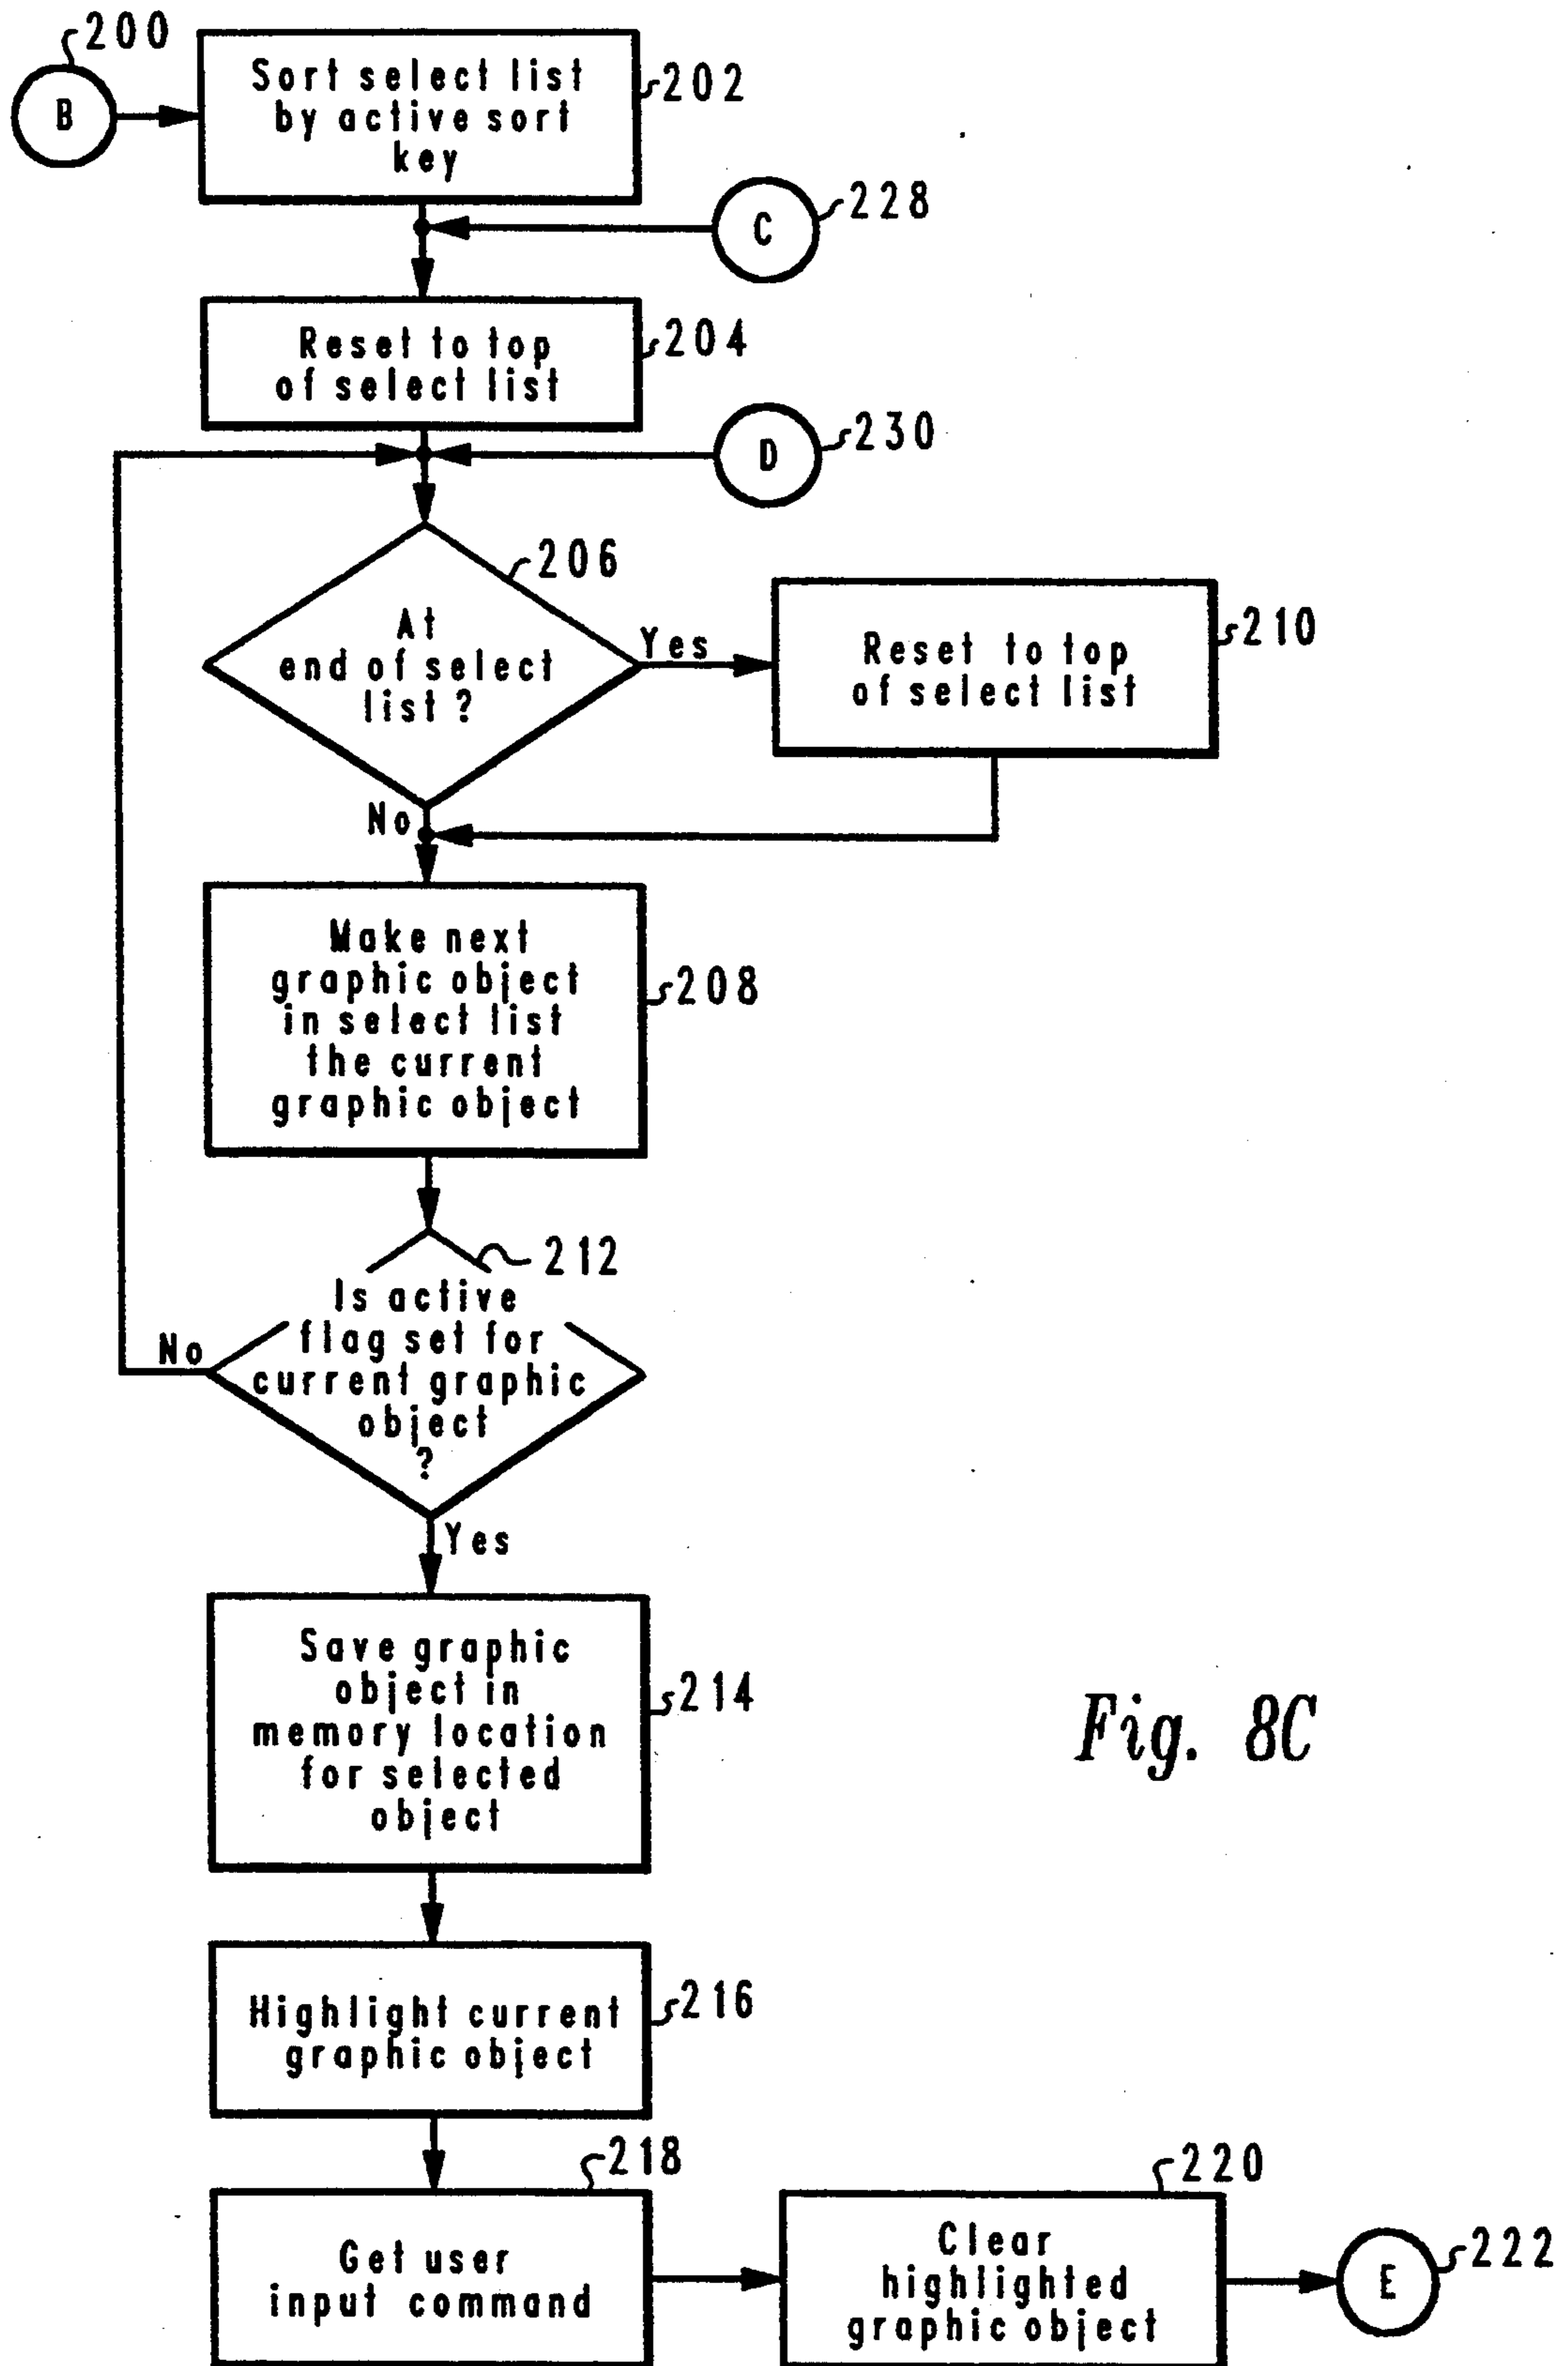 200
B
Sort select list
by active sort
key
202
C
228
Reset to top
of select list
204
D
230
206
At
end of select
list ?
Yes
Reset to top
of select list
210
No
Make next
graphic object
in select list
the current
graphic object
208
212
Is active
flag set for
current graphic
object
?
No
Yes
Save graphic
object in
memory location
for selected
object
214
Fig. 8C
Highlight current
graphic object
216
218
Get user
input command
220
Clear
highlighted
graphic object
E
222